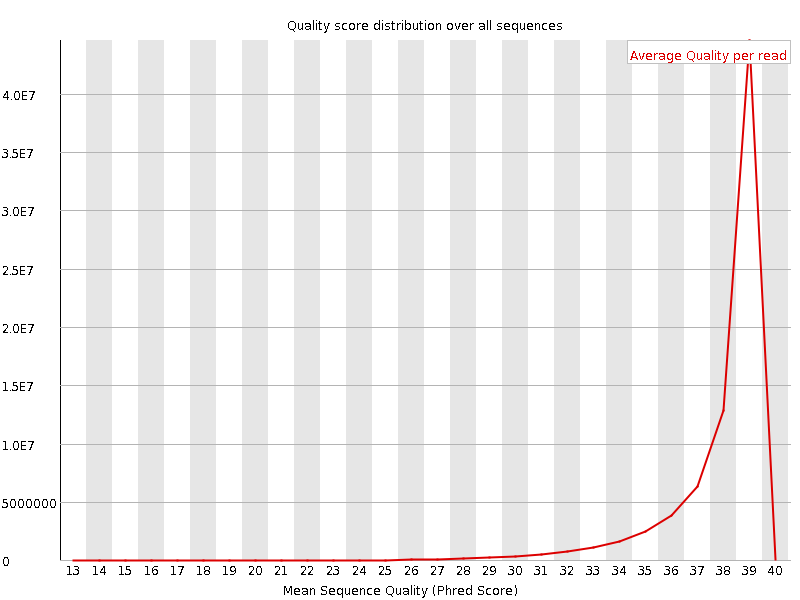 Quality score distribution over all sequences
Average Quality per read
4.0E7
3.5E7
3.0E7
2.5E7
2.0E7
1.5E7
1.0E7
5000000
0
13 14 15 16 17 18 19 20 21 22 23 24 25 26 27 28 29 30 31 32 33 34 35 36 37 38 39 40
Mean Sequence Quality (Phred Score)